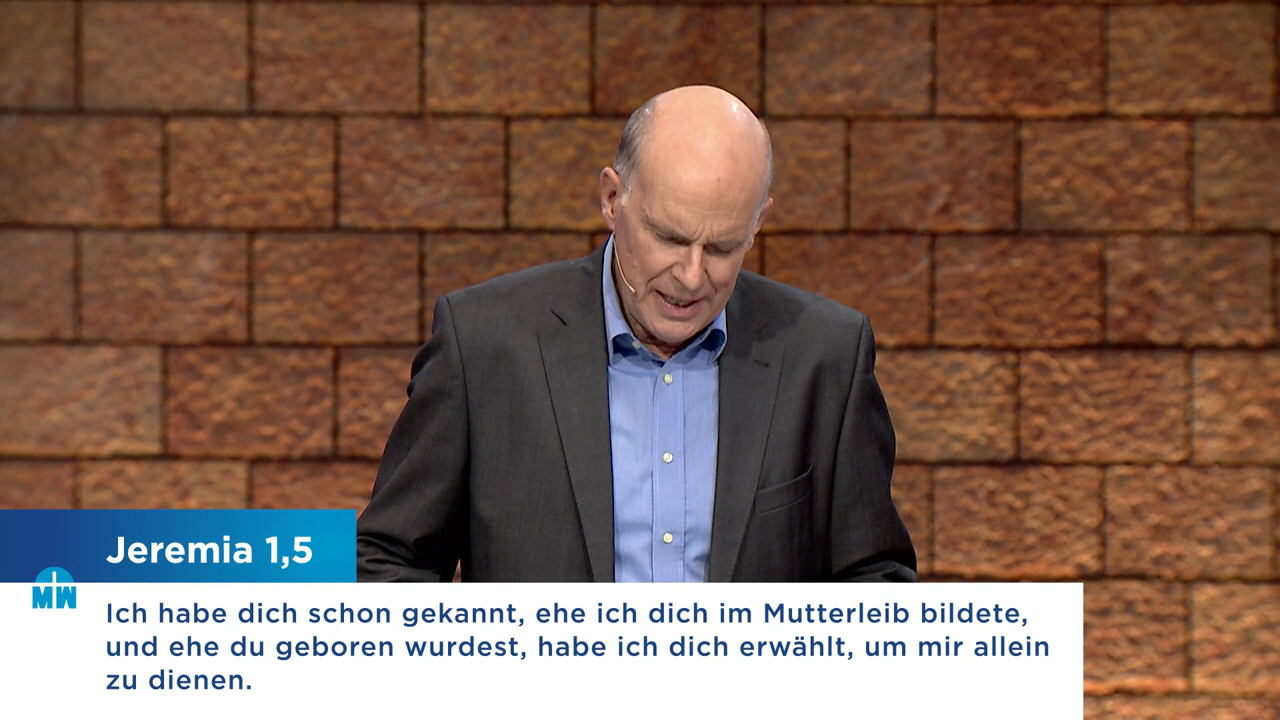 Jeremia 1,5
MW
Ich habe dich schon gekannt, ehe ich dich im Mutterleib bildete,
und ehe du geboren wurdest, habe ich dich erwählt, um mir allein
zu dienen.